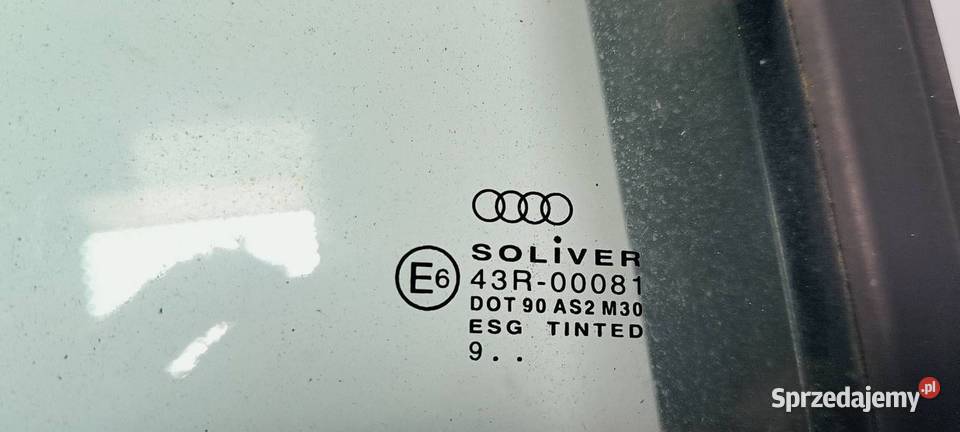 SOLiVER
E6 43R-00081
DOT 90 AS2 M30
ESG TINTED
9..
Sprzedajemy.pl